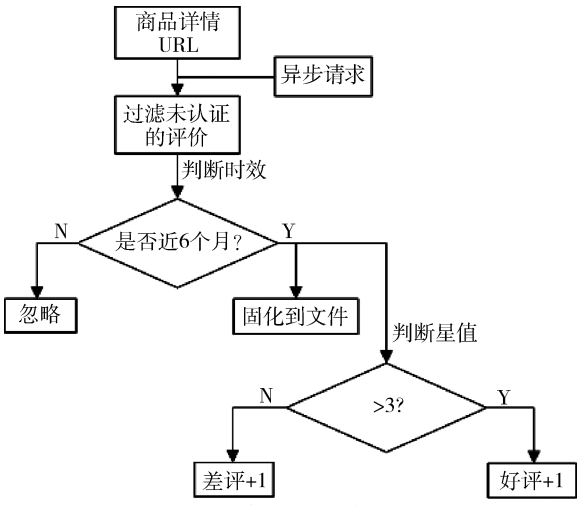 商品详情
URL
异步请求
过滤未认证
的评价
判断时效
N
是否近6个月?
Y
忽略
固化到文件
判断星值
N
>3?
Y
差评+1
好评+1